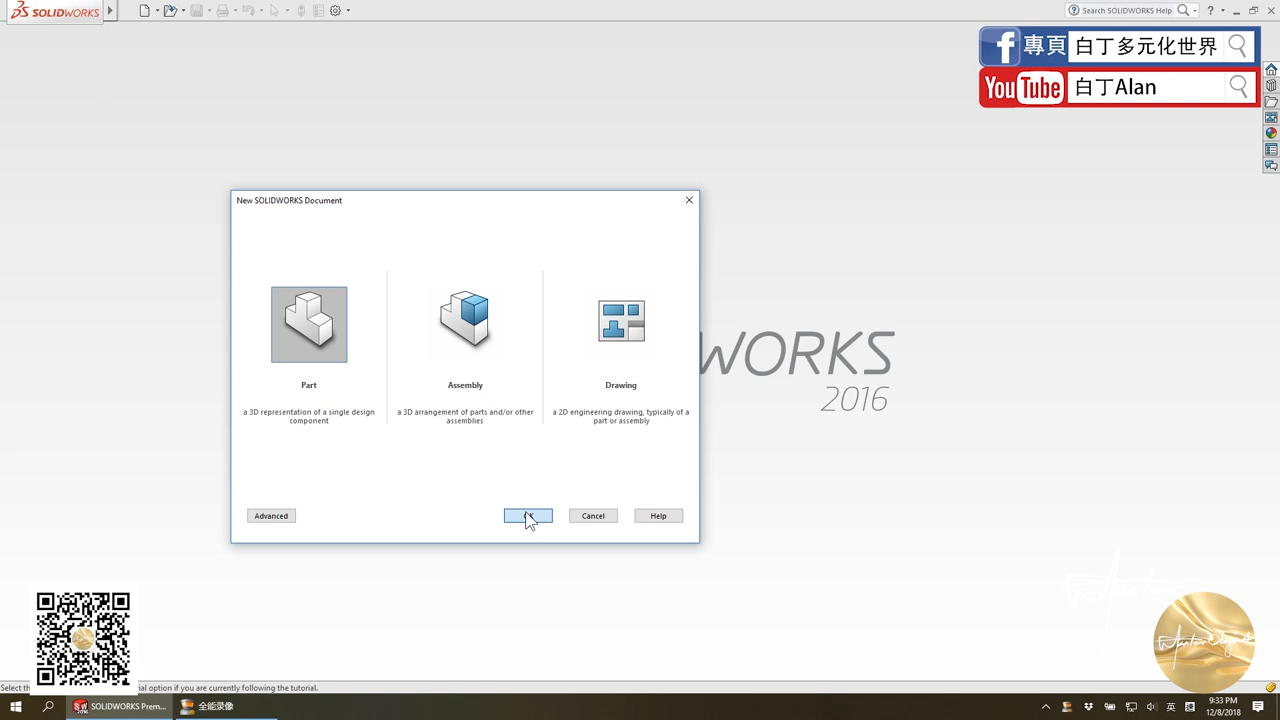 SOLIDWORKS
Search SOLIDWORKS Help
專頁 白丁多元化世界
YouTube 白丁Alan
New SOLIDWORKS Document
WORKS
2016
Part
Assembly
Drawing
a 3D representation of a single design
component
a 3D arrangement of parts and/or other
assemblies
a 2D engineering drawing, typically of a
part or assembly
Advanced
Cancel
Help
Select the
option if you are currently following the tutorial.
SOLIDWORKS Prem...
全能录像
英
9:33 PM
12/8/2018